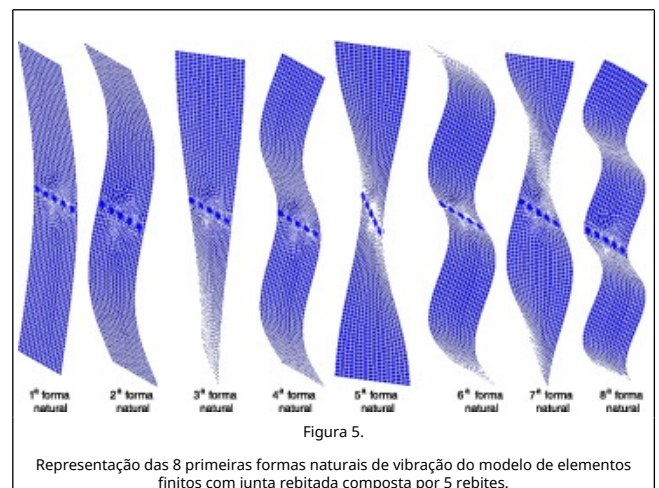 1ª forma natural
2ª forma natural
3ª forma natural
4ª forma natural
5ª forma natural
6ª forma natural
7ª forma natural
8ª forma natural
Figura 5.
Representação das 8 primeiras formas naturais de vibração do modelo de elementos
finitos com junta rebitada composta por 5 rebites.